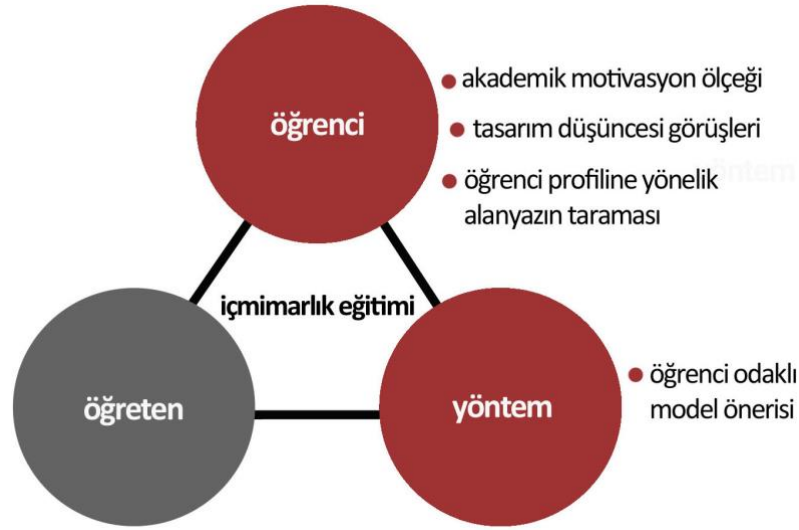 öğrenci
akademik motivasyon ölçeği
tasarım düşüncesi görüşleri
öğrenci profiline yönelik
alanyazın taraması
yöntem
içmimarlık eğitimi
öğreten
yöntem
öğrenci odaklı
model önerisi